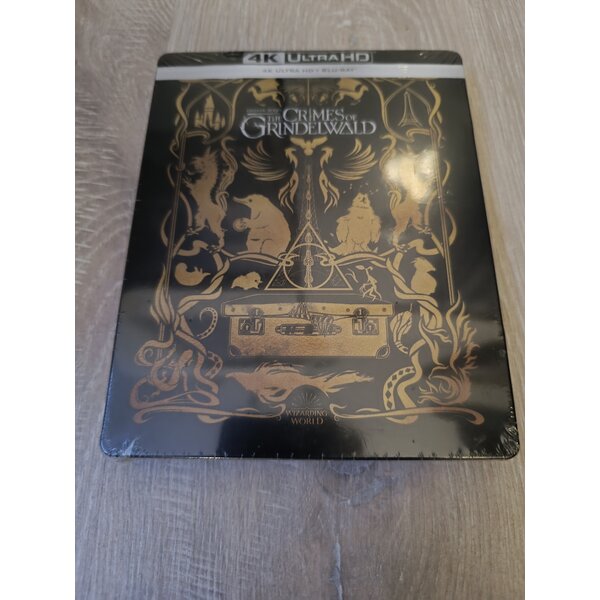 4K ULTRA HD
4K ULTRA HD + BLU-RAY
THE CRIMES OF
GRINDELWALD
WIZARDING
WORLD